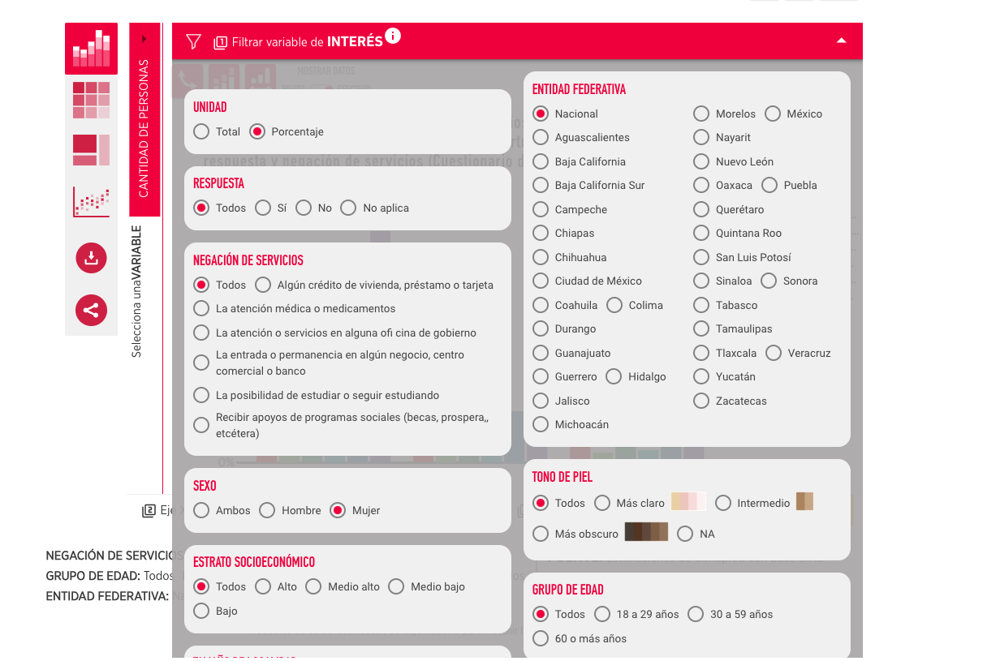 Filtrar variable de INTERÉS
CANTIDAD DE PERSONAS
Selecciona unaVARIABLE
MOSTRAR DATOS
UNIDAD
Total Porcentaje
respuesta y negación de servicios (Cuestionario d
RESPUESTA
Todos Sí No No aplica
NEGACIÓN DE SERVICIOS
Todos Algún crédito de vivienda, préstamo o tarjeta
La atención médica o medicamentos
La atención o servicios en alguna ofi cina de gobierno
La entrada o permanencia en algún negocio, centro
comercial o banco
La posibilidad de estudiar o seguir estudiando
Recibir apoyos de programas sociales (becas, prospera,,
etcétera)
0%
SEXO
Ambos Hombre Mujer
ESTRATO SOCIOECONÓMICO
Todos Alto Medio alto Medio bajo
Bajo
ENTIDAD FEDERATIVA
Nacional Morelos México
Aguascalientes Nayarit
Baja California Nuevo León
Baja California Sur Oaxaca Puebla
Campeche Querétaro
Chiapas Quintana Roo
Chihuahua San Luis Potosí
Ciudad de México Sinaloa Sonora
Coahuila Colima Tabasco
Durango Tamaulipas
Guanajuato Tlaxcala Veracruz
Guerrero Hidalgo Yucatán
Jalisco Zacatecas
Michoacán
TONO DE PIEL
Todos Más claro Intermedio
Más obscuro NA
GRUPO DE EDAD
Todos 18 a 29 años 30 a 59 años
60 o más años
2 Eje X
NEGACIÓN DE SERVICIOS
GRUPO DE EDAD: Todos
ENTIDAD FEDERATIVA: